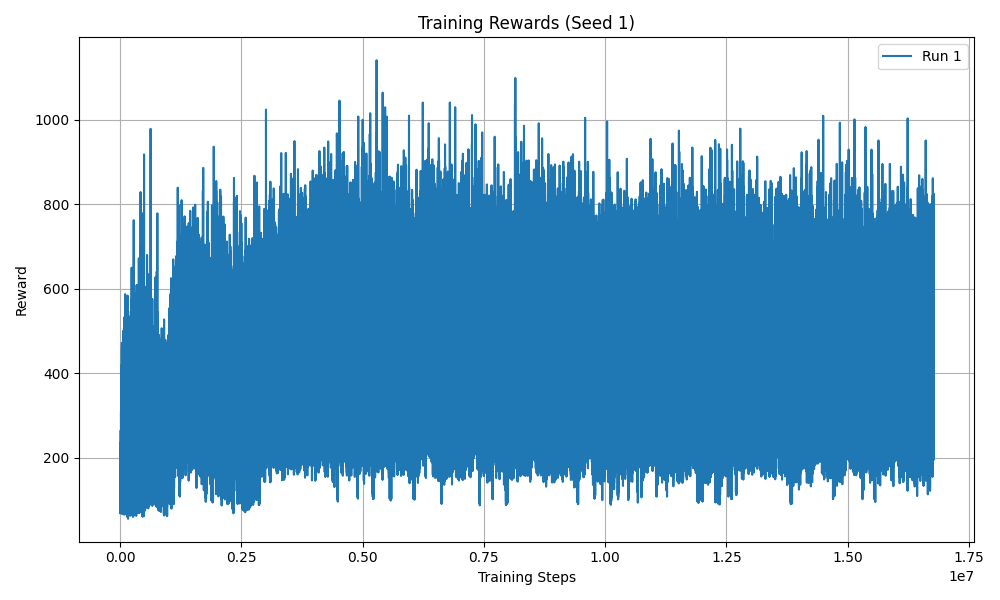 Training Rewards (Seed 1)
Run 1
Reward
1000
800
600
400
200
0.00 0.25 0.50 0.75 1.00 1.25 1.50 1.75
1e7
Training Steps